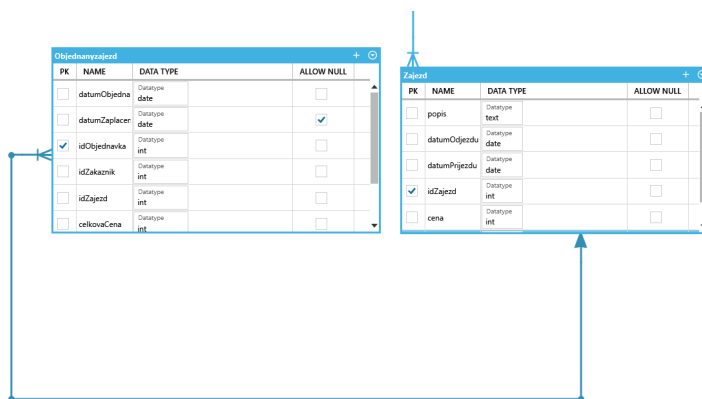 Objednanyzajezd
PK NAME DATA TYPE ALLOW NULL
datumObjedna Datatype date
datumZaplacer Datatype date
idObjednavka Datatype int
idZakaznik Datatype int
idZajezd Datatype int
celkovaCena Datatype int
Zajezd
PK NAME DATA TYPE ALLOW NULL
popis Datatype text
datumOdjezdu Datatype date
datumPrijezdu Datatype date
idZajezd Datatype int
cena Datatype int